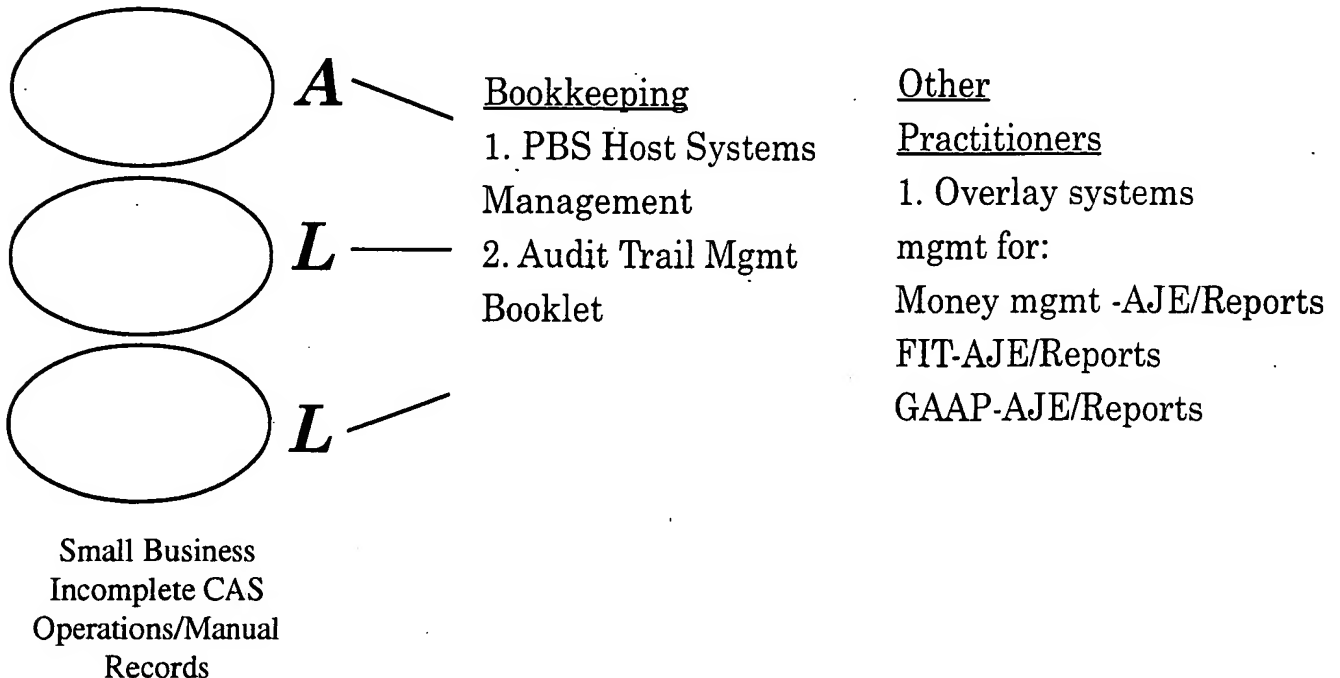 A
L
L
Bookkeeping
1. PBS Host Systems
Management
2. Audit Trail Mgmt
Booklet
Other
Practitioners
1. Overlay systems
mgmt for:
Money mgmt -AJE/Reports
FIT-AJE/Reports
GAAP-AJE/Reports
Small Business
Incomplete CAS
Operations/Manual
Records